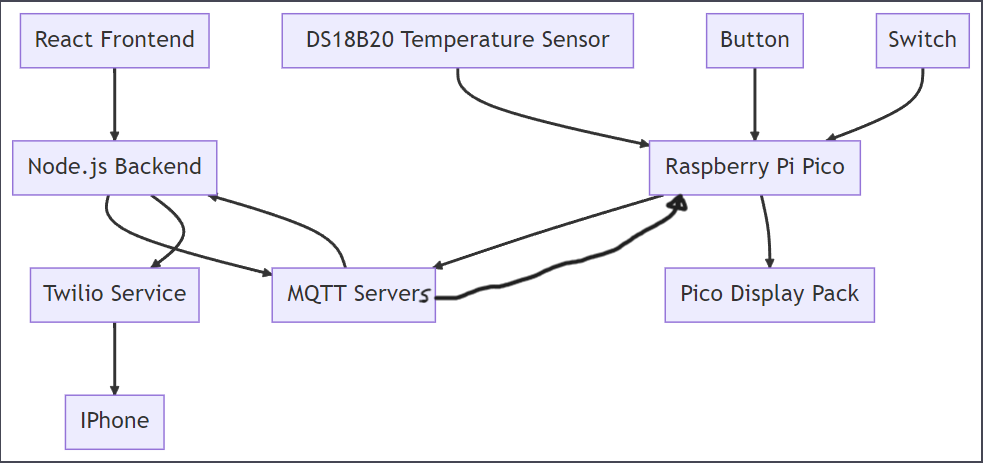 React Frontend
DS18B20 Temperature Sensor
Button
Switch
Node.js Backend
Raspberry Pi Pico
Twilio Service
MQTT Servers
Pico Display Pack
IPhone